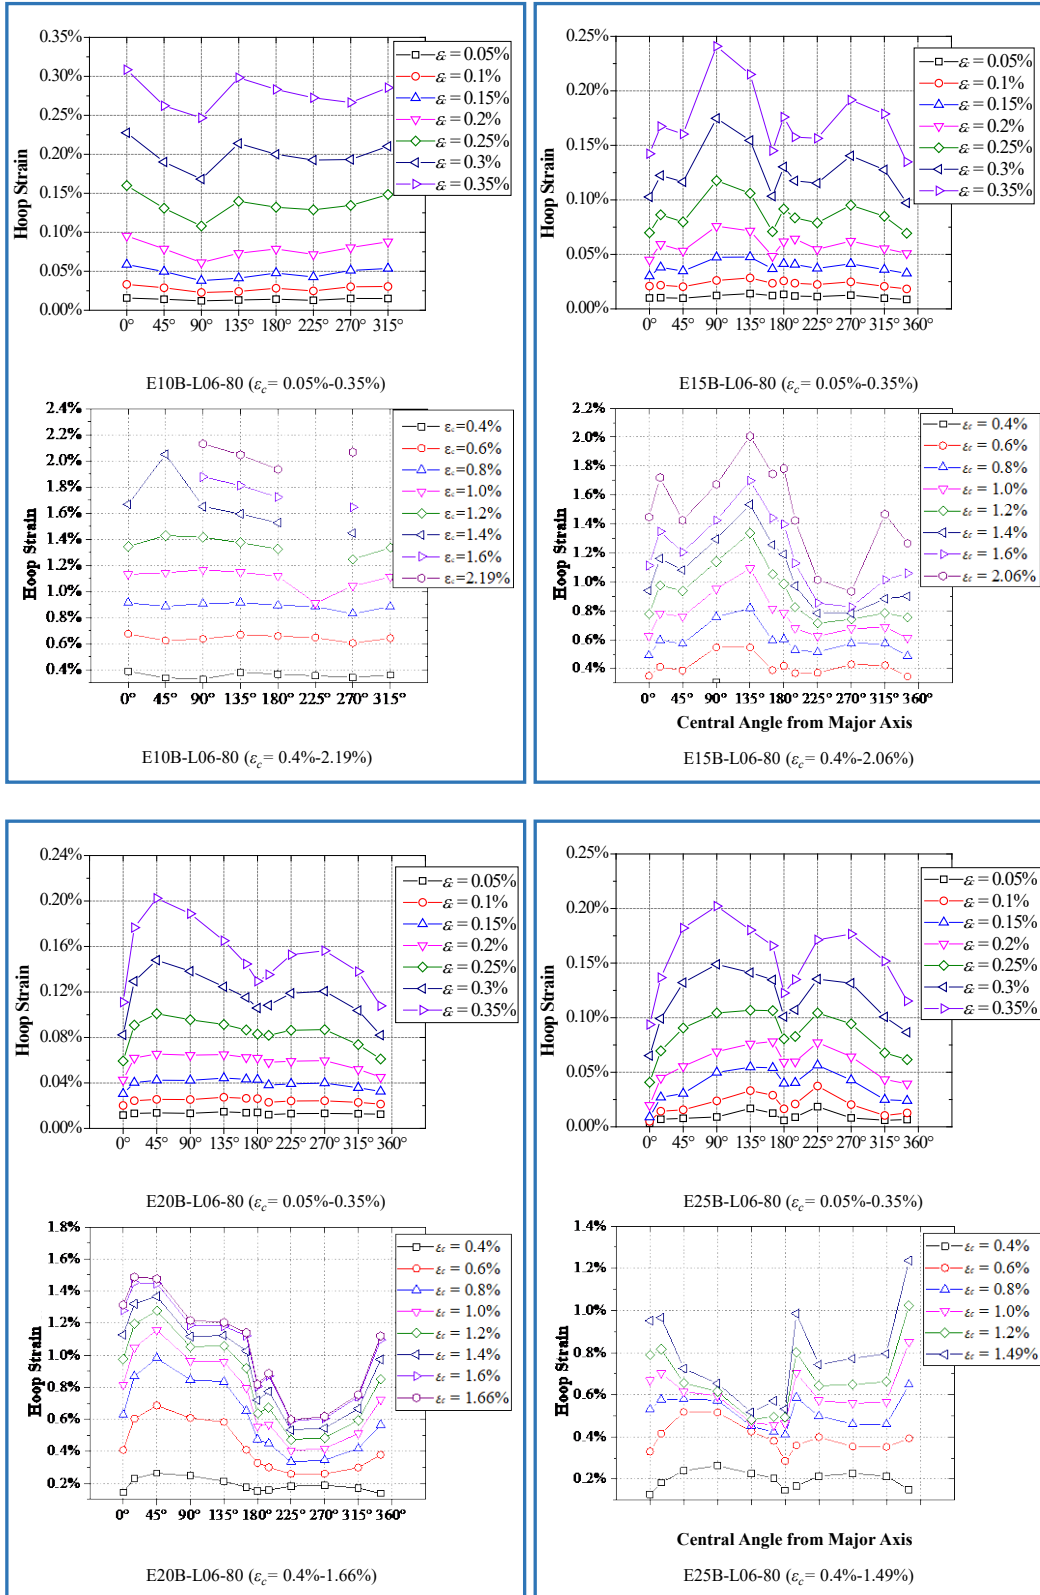 0.35%
0.30%
0.25%
0.20%
0.15%
0.10%
0.05%
0.00%
Hoop Strain
0° 45° 90° 135° 180° 225° 270° 315°
ε = 0.05%
ε = 0.1%
ε = 0.15%
ε = 0.2%
ε = 0.25%
ε = 0.3%
ε = 0.35%
E10B-L06-80 (εc= 0.05%-0.35%)
2.4%
2.2%
2.0%
1.8%
1.6%
1.4%
1.2%
1.0%
0.8%
0.6%
0.4%
Hoop Strain
0° 45° 90° 135° 180° 225° 270° 315°
εc=0.4%
εc=0.6%
εc=0.8%
εc=1.0%
εc=1.2%
εc=1.4%
εc=1.6%
εc=2.19%
E10B-L06-80 (εc= 0.4%-2.19%)
0.25%
0.20%
0.15%
0.10%
0.05%
0.00%
Hoop Strain
0° 45° 90° 135° 180° 225° 270° 315° 360°
ε = 0.05%
ε = 0.1%
ε = 0.15%
ε = 0.2%
ε = 0.25%
ε = 0.3%
ε = 0.35%
E15B-L06-80 (εc= 0.05%-0.35%)
2.2%
2.0%
1.8%
1.6%
1.4%
1.2%
1.0%
0.8%
0.6%
0.4%
Hoop Strain
0° 45° 90° 135° 180° 225° 270° 315° 360°
εc = 0.4%
εc = 0.6%
εc = 0.8%
εc = 1.0%
εc = 1.2%
εc = 1.4%
εc = 1.6%
εc = 2.06%
Central Angle from Major Axis
E15B-L06-80 (εc= 0.4%-2.06%)
0.24%
0.20%
0.16%
0.12%
0.08%
0.04%
0.00%
Hoop Strain
0° 45° 90° 135° 180° 225° 270° 315° 360°
ε = 0.05%
ε = 0.1%
ε = 0.15%
ε = 0.2%
ε = 0.25%
ε = 0.3%
ε = 0.35%
E20B-L06-80 (εc= 0.05%-0.35%)
1.8%
1.6%
1.4%
1.2%
1.0%
0.8%
0.6%
0.4%
0.2%
Hoop Strain
0° 45° 90° 135° 180° 225° 270° 315° 360°
εc = 0.4%
εc = 0.6%
εc = 0.8%
εc = 1.0%
εc = 1.2%
εc = 1.4%
εc = 1.6%
εc = 1.66%
E20B-L06-80 (εc= 0.4%-1.66%)
0.25%
0.20%
0.15%
0.10%
0.05%
0.00%
Hoop Strain
0° 45° 90° 135° 180° 225° 270° 315° 360°
ε = 0.05%
ε = 0.1%
ε = 0.15%
ε = 0.2%
ε = 0.25%
ε = 0.3%
ε = 0.35%
E25B-L06-80 (εc= 0.05%-0.35%)
1.4%
1.2%
1.0%
0.8%
0.6%
0.4%
0.2%
Hoop Strain
0° 45° 90° 135° 180° 225° 270° 315° 360°
εc = 0.4%
εc = 0.6%
εc = 0.8%
εc = 1.0%
εc = 1.2%
εc = 1.49%
Central Angle from Major Axis
E25B-L06-80 (εc= 0.4%-1.49%)